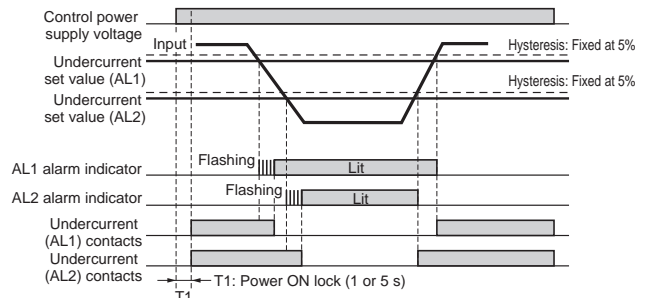 Control power
supply voltage
Input
Hysteresis: Fixed at 5%
Undercurrent
set value (AL1)
Hysteresis: Fixed at 5%
Undercurrent
set value (AL2)
Flashing
Lit
AL1 alarm indicator
Flashing
Lit
AL2 alarm indicator
Undercurrent
(AL1) contacts
Undercurrent
(AL2) contacts
T1: Power ON lock (1 or 5 s)
T1